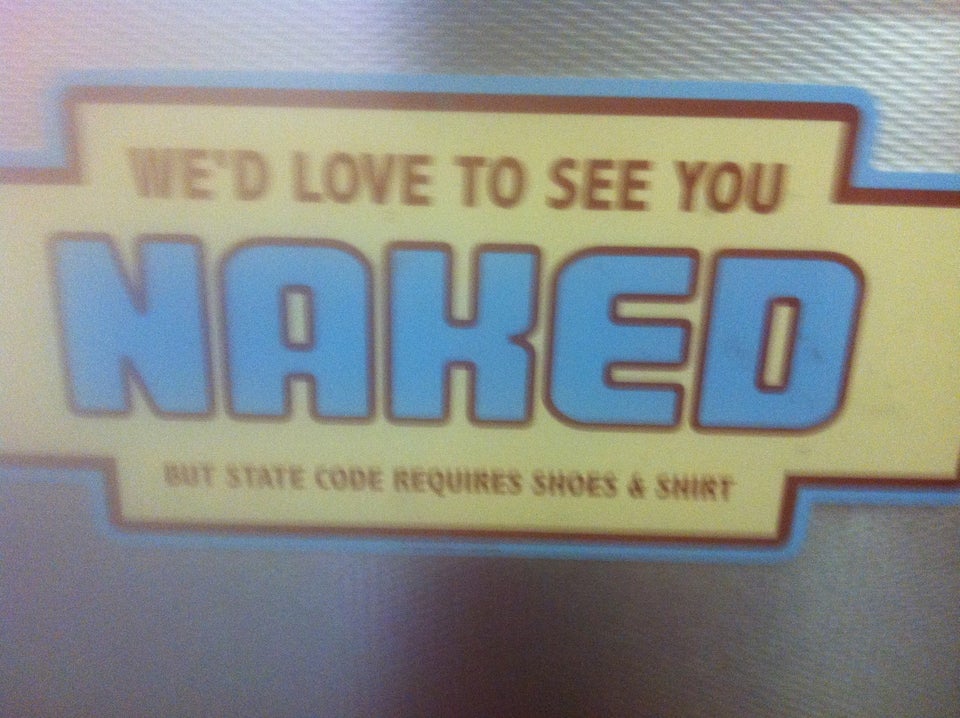 WE'D LOVE TO SEE YOU
NAKED
BUT STATE CODE REQUIRES SHOES & SHIRT